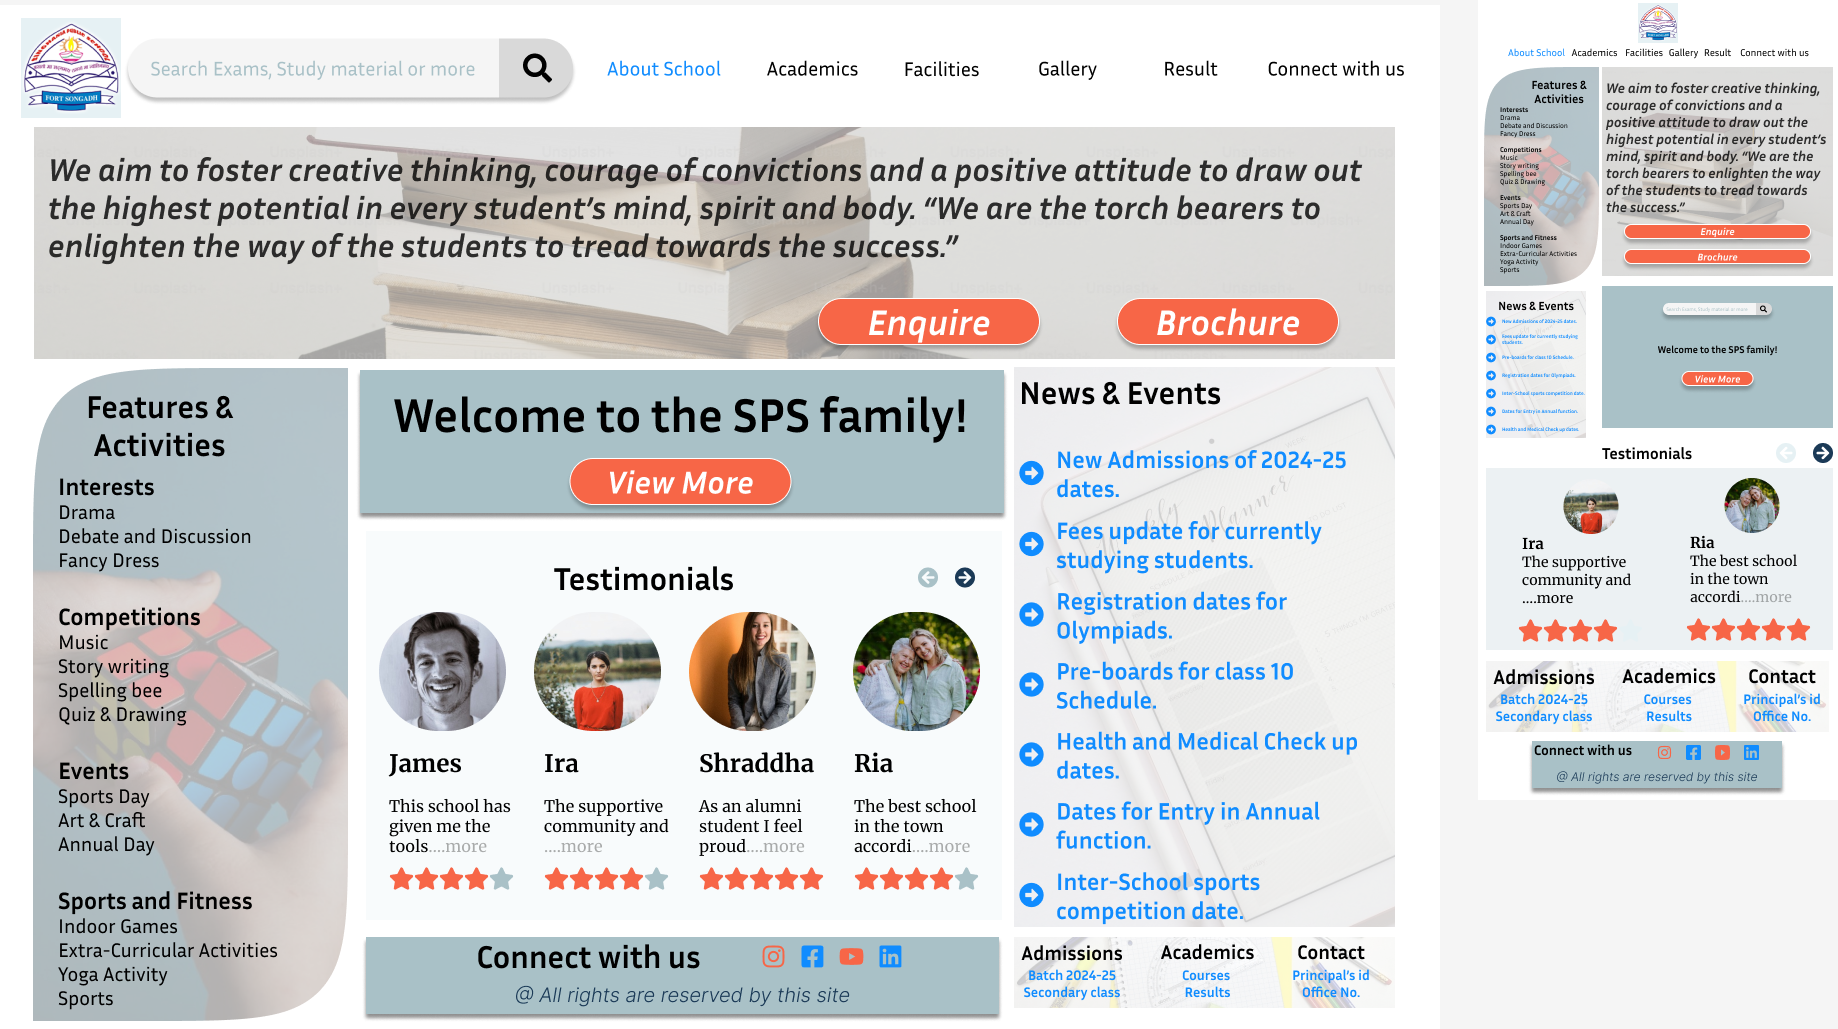 FORT SONGADH
Search Exams, Study material or more
About School
Academics
Facilities
Gallery
Result
Connect with us
We aim to foster creative thinking, courage of convictions and a positive attitude to draw out
the highest potential in every student's mind, spirit and body. “We are the torch bearers to
enlighten the way of the students to tread towards the success.”
Enquire
Brochure
Features &
Activities
Interests
Drama
Debate and Discussion
Fancy Dress
Competitions
Music
Story writing
Spelling bee
Quiz & Drawing
Events
Sports Day
Art & Craft
Annual Day
Sports and Fitness
Indoor Games
Extra-Curricular Activities
Yoga Activity
Sports
Welcome to the SPS family!
View More
Testimonials
James
This school has
given me the
tools....more
Ira
The supportive
community and
....more
Shraddha
As an alumni
student I feel
proud....more
Ria
The best school
in the town
accordi....more
Connect with us
@ All rights are reserved by this site
News & Events
New Admissions of 2024-25
dates.
Fees update for currently
studying students.
Registration dates for
Olympiads.
Pre-boards for class 10
Schedule.
Health and Medical Check up
dates.
Dates for Entry in Annual
function.
Inter-School sports
competition date.
Admissions
Batch 2024-25
Secondary class
Academics
Courses
Results
Contact
Principal's id
Office No.
About School
Academics
Facilities
Gallery
Result
Connect with us
Features &
Activities
Interests
Drama
Debate and Discussion
Fancy Dress
Competitions
Music
Story writing
Spelling bee
Quiz & Drawing
Events
Sports Day
Art & Craft
Annual Day
Sports and Fitness
Indoor Games
Extra-Curricular Activities
Yoga Activity
Sports
We aim to foster creative thinking,
courage of convictions and a
positive attitude to draw out the
highest potential in every student's
mind, spirit and body. “We are the
torch bearers to enlighten the way
of the students to tread towards
the success.”
Enquire
Brochure
News & Events
New Admissions of 2024-25 dates.
Fees update for currently studying
students.
Pre-boards for class 10 Schedule.
Registration dates for Olympiads.
Inter-School sports competition date.
Dates for Entry in Annual function.
Health and Medical Check up dates.
Search Exams, Study material or more
Welcome to the SPS family!
View More
Testimonials
Ira
The supportive
community and
....more
Ria
The best school
in the town
accordi....more
Admissions
Batch 2024-25
Secondary class
Academics
Courses
Results
Contact
Principal's id
Office No.
Connect with us
@ All rights are reserved by this site